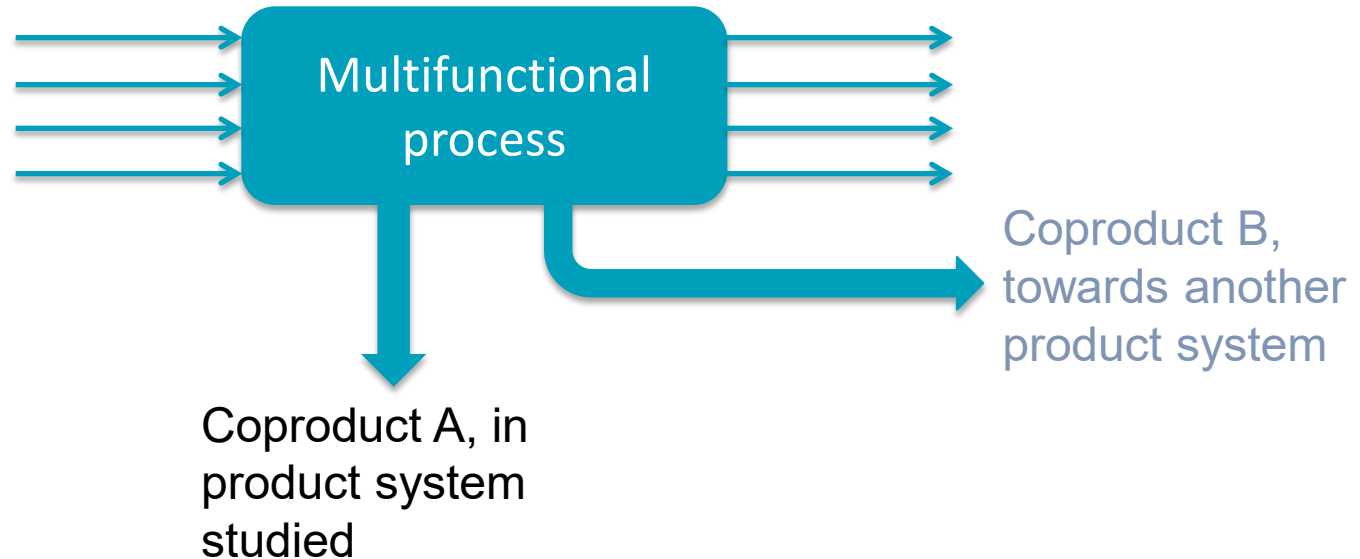 Multifunctional
process
Coproduct B,
towards another
product system
Coproduct A, in
product system
studied